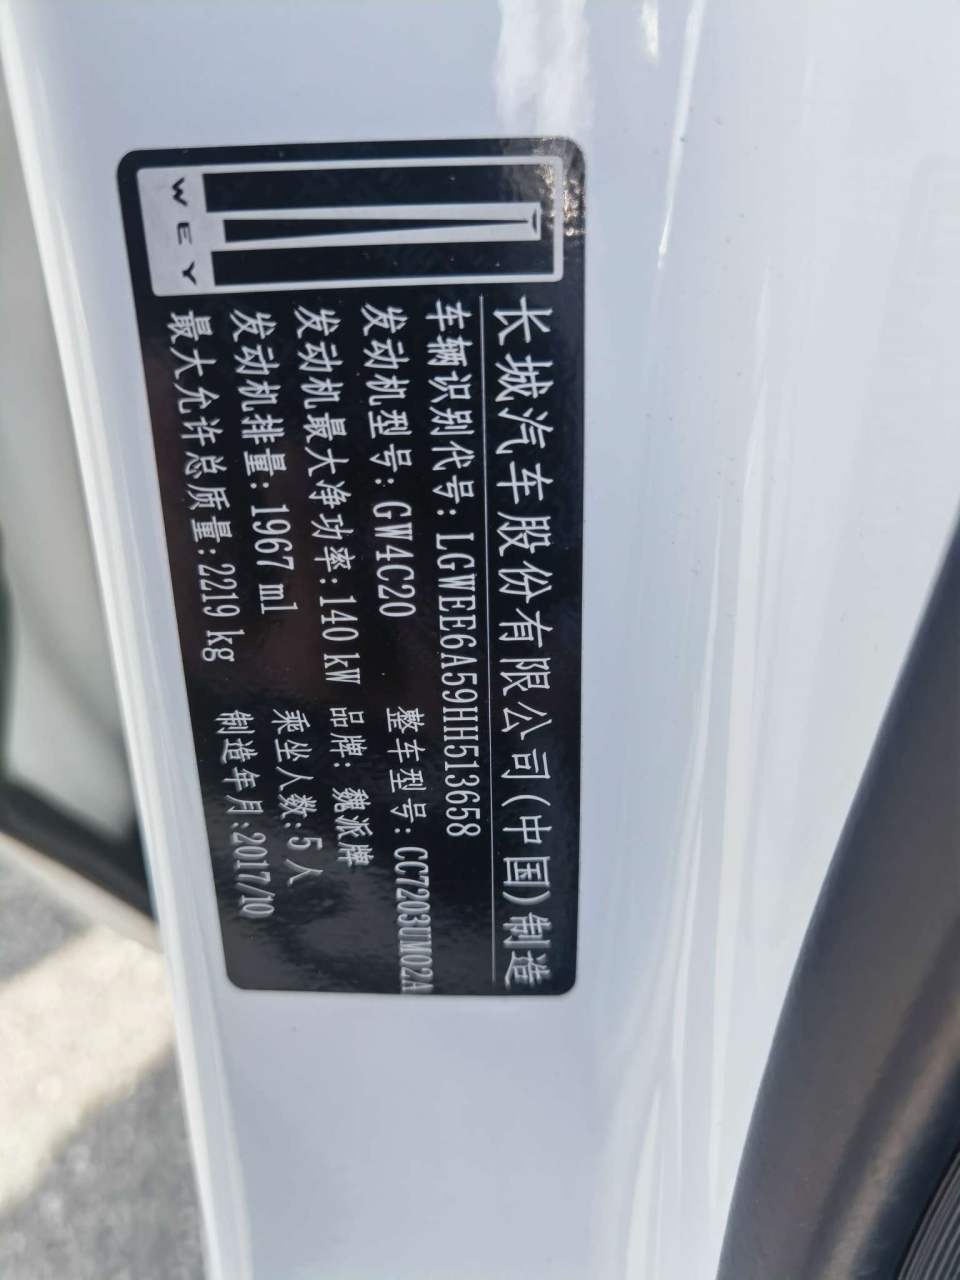 WEY
长城汽车股份有限公司(中国)制造
车辆识别代号: LGWEE6A59HH513658
发动机型号:GW4C20 整车型号:CC7203UM02A
发动机最大净功率:140 kW 品牌: 魏派牌
发动机排量: 1967 ml 乘坐人数:5 人
最大允许总质量:2219 kg 制造年月:2017/10